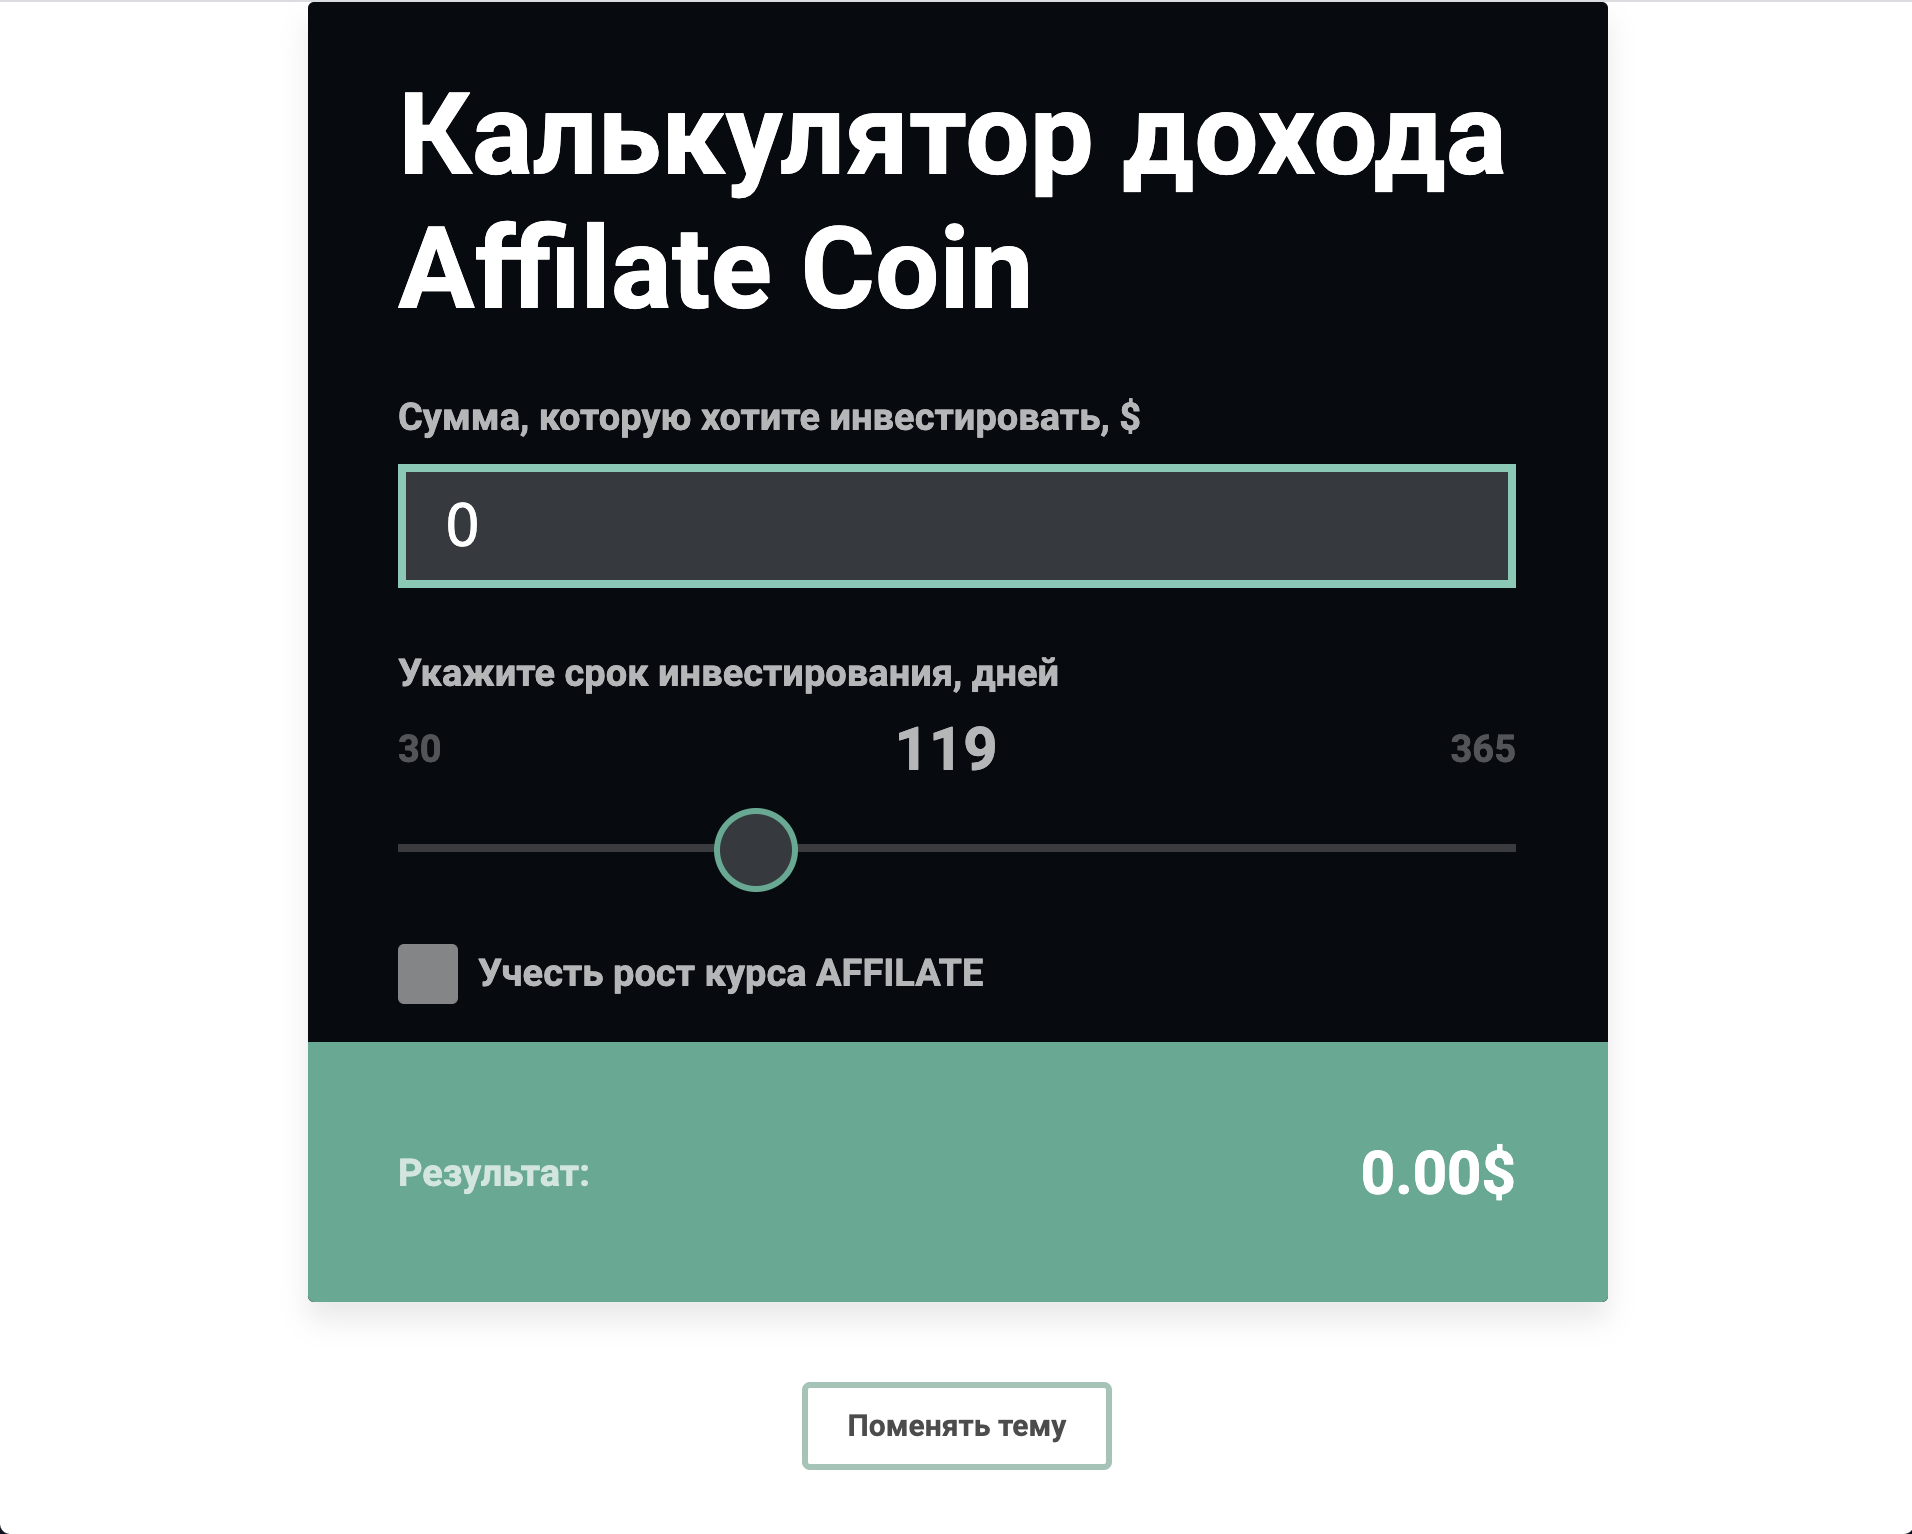 Калькулятор дохода
Affilate Coin
Сумма, которую хотите инвестировать, $
0
Укажите срок инвестирования, дней
30 119 365
Учесть рост курса AFFILATE
Результат: 0.00$
Поменять тему